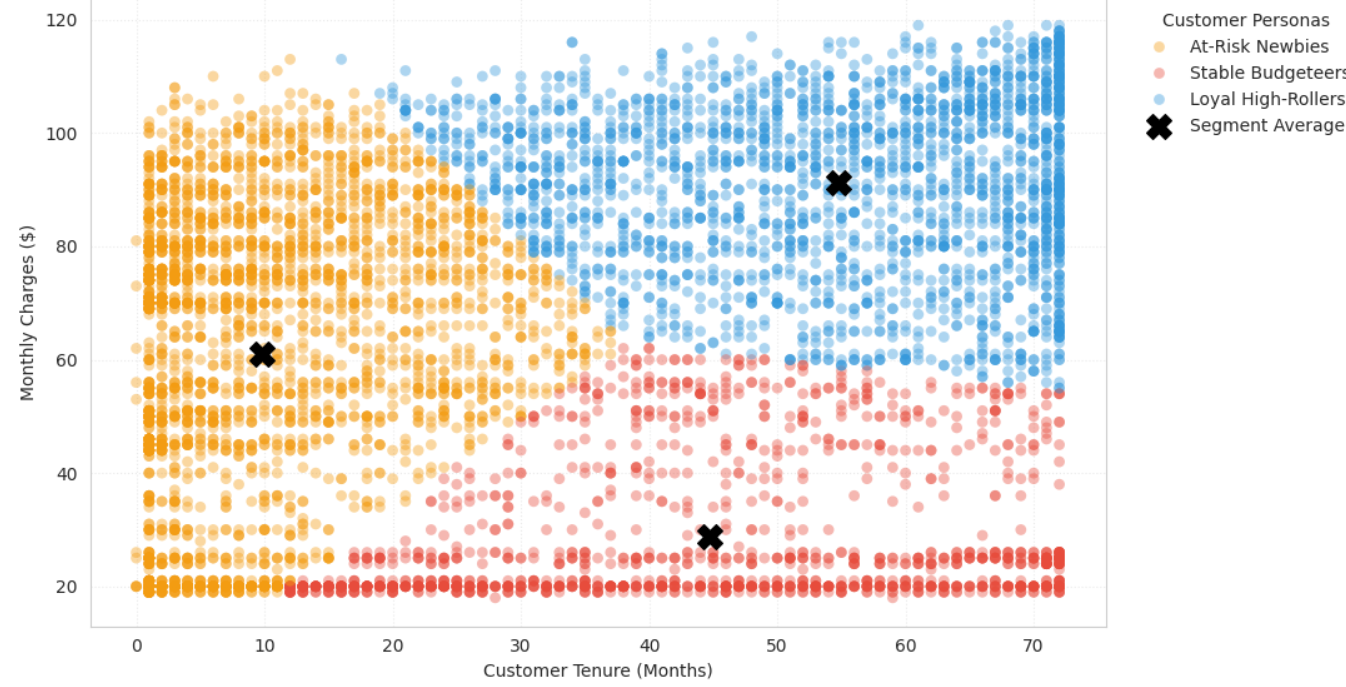 120
100
80
60
40
20
Monthly Charges ($)
0 10 20 30 40 50 60 70
Customer Tenure (Months)
Customer Personas
At-Risk Newbies
Stable Budgeteers
Loyal High-Rollers
Segment Average